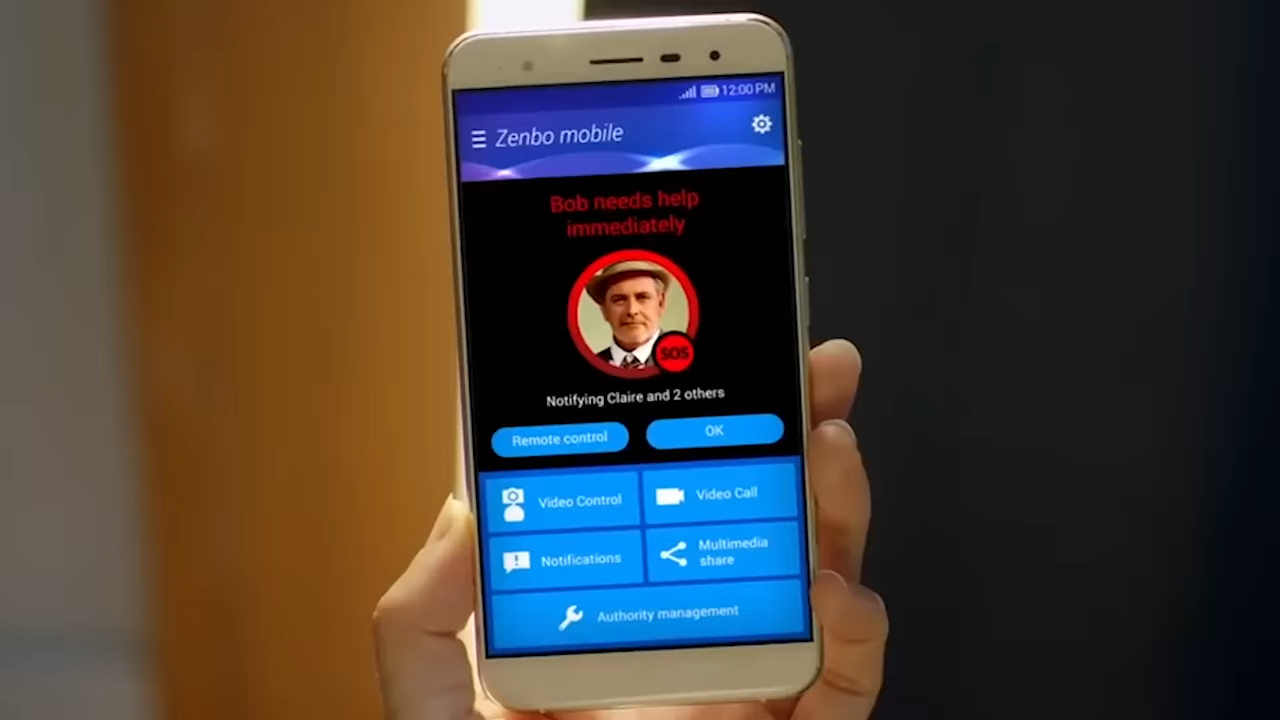 12:00 PM
Zenbo mobile
Bob needs help
immediately
SOS
Notifying Claire and 2 others
Remote control
OK
Video Control
Video Call
Notifications
Multimedia
share
Authority management